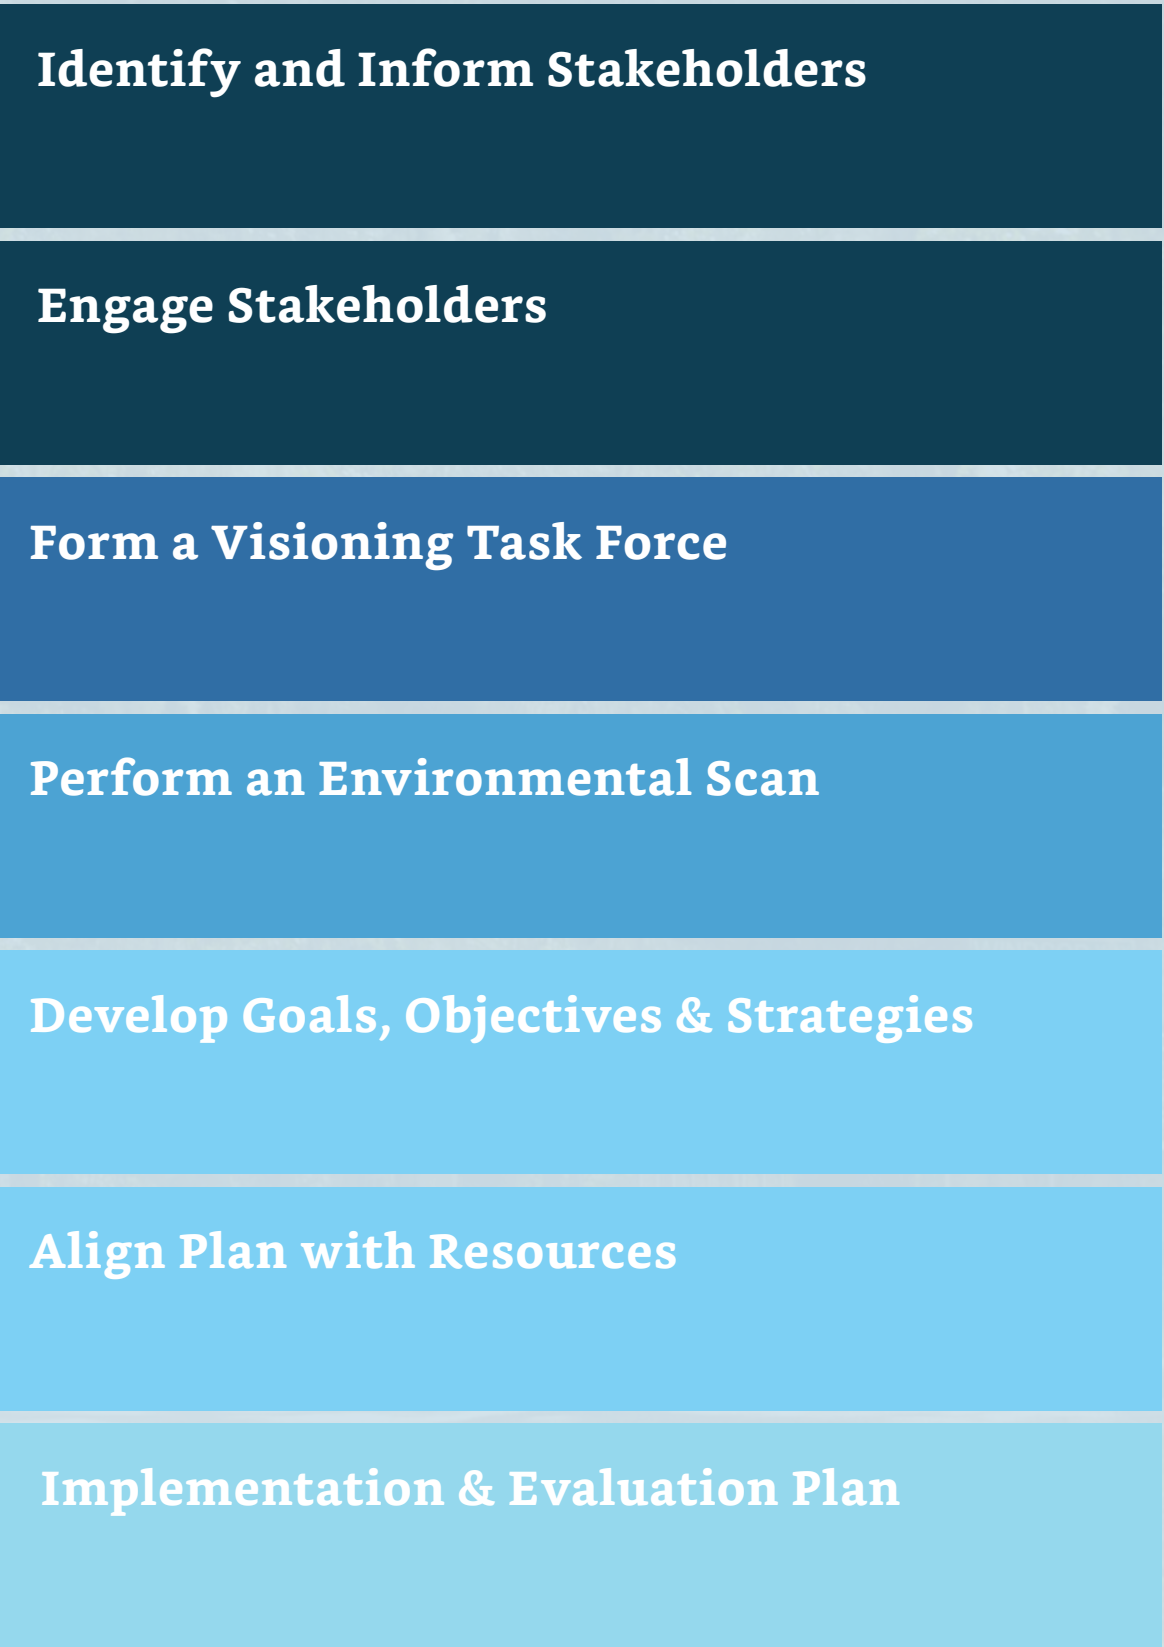 Identify and Inform Stakeholders
Engage Stakeholders
Form a Visioning Task Force
Perform an Environmental Scan
Develop Goals, Objectives & Strategies
Align Plan with Resources
Implementation & Evaluation Plan